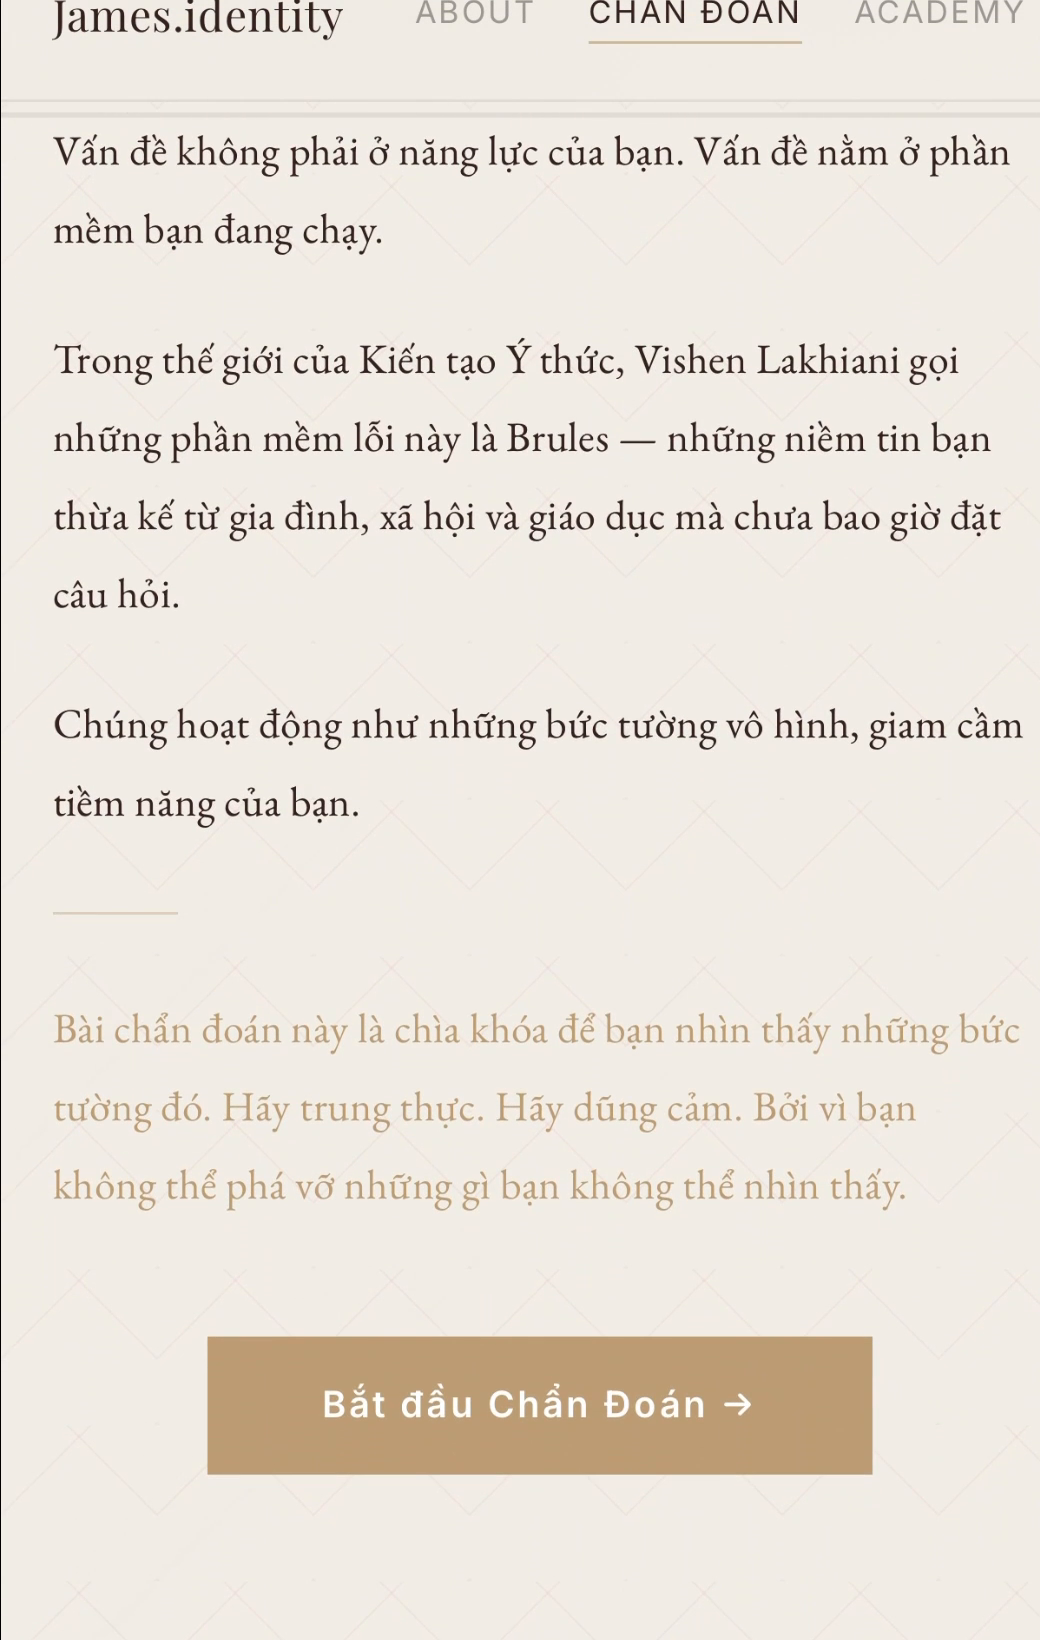 James.identity ABOUT CHẨN ĐOÁN ACADEMY
Vấn đề không phải ở năng lực của bạn. Vấn đề nằm ở phần
mềm bạn đang chạy.
Trong thế giới của Kiến tạo Ý thức, Vishen Lakhiani gọi
những phần mềm lỗi này là Brules — những niềm tin bạn
thừa kế từ gia đình, xã hội và giáo dục mà chưa bao giờ đặt
câu hỏi.
Chúng hoạt động như những bức tường vô hình, giam cầm
tiềm năng của bạn.
Bài chẩn đoán này là chìa khóa để bạn nhìn thấy những bức
tường đó. Hãy trung thực. Hãy dũng cảm. Bởi vì bạn
không thể phá vỡ những gì bạn không thể nhìn thấy.
Bắt đầu Chẩn Đoán →